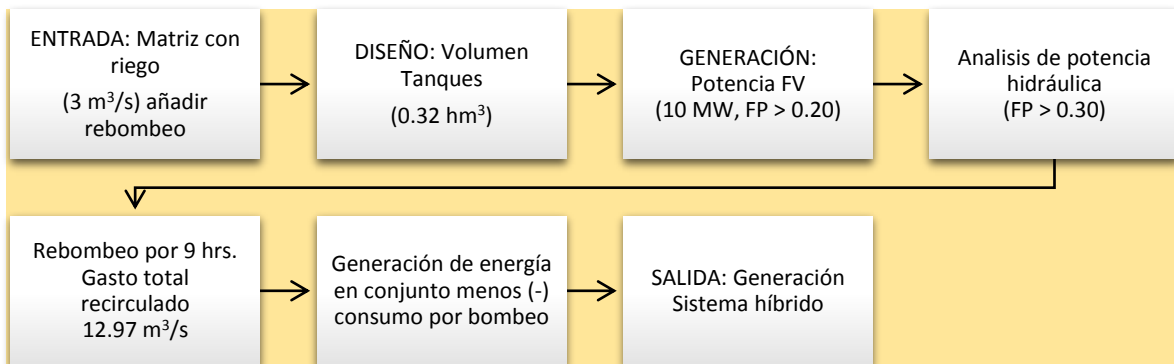 ENTRADA: Matriz con
riego
(3 m³/s) añadir
rebombeo
DISEÑO: Volumen
Tanques
(0.32 hm³)
GENERACIÓN:
Potencia FV
(10 MW, FP > 0.20)
Analisis de potencia
hidráulica
(FP > 0.30)
Rebombeo por 9 hrs.
Gasto total
recirculado
12.97 m³/s
Generación de energía
en conjunto menos (-)
consumo por bombeo
SALIDA: Generación
Sistema híbrido